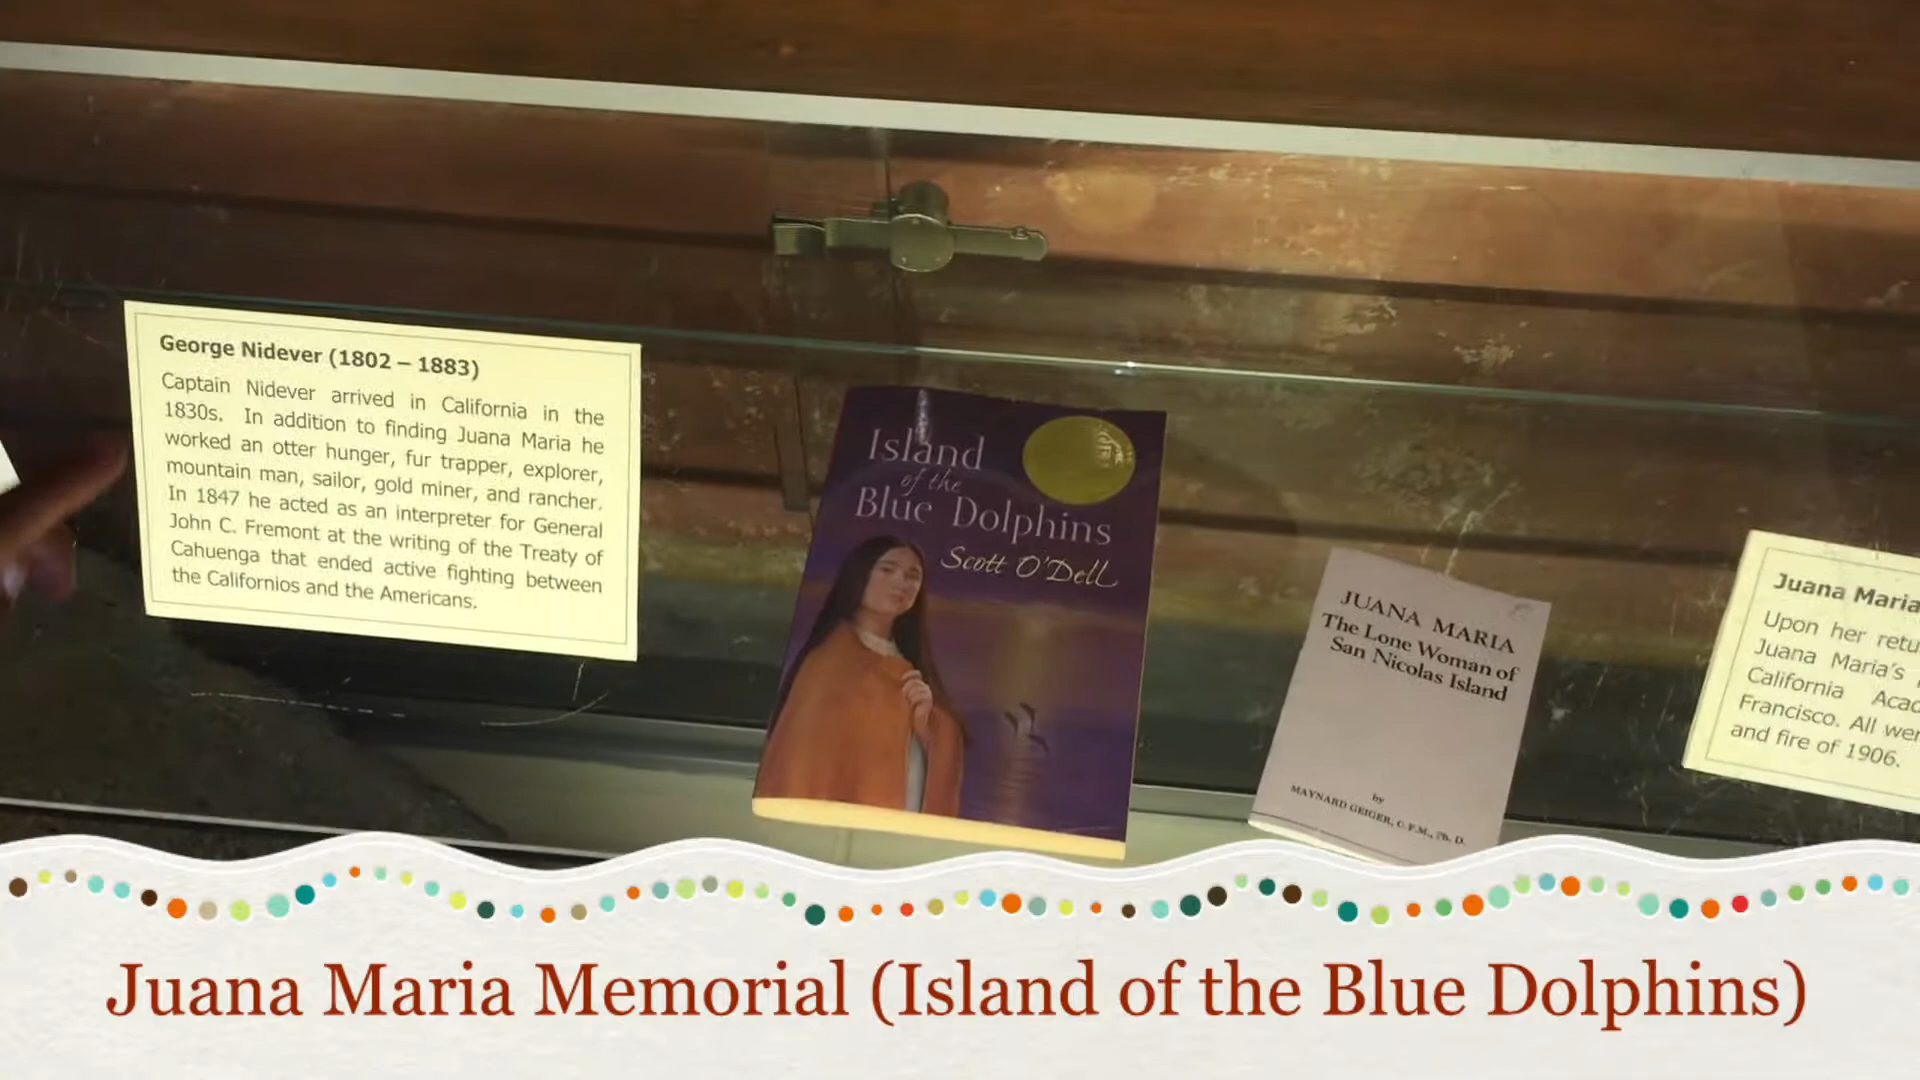 George Nidever (1802 – 1883)
Captain Nidever arrived in California in the
1830s. In addition to finding Juana Maria he
worked an otter hunger, fur trapper, explorer,
mountain man, sailor, gold miner, and rancher.
In 1847 he acted as an interpreter for General
John C. Fremont at the writing of the Treaty of
Cahuenga that ended active fighting between
the Californios and the Americans.
Island
of the
Blue Dolphins
Scott O'Dell
JUANA MARIA
The Lone Woman of
San Nicolas Island
by
MAYNARD GEIGER, O.F.M., Ph. D.
Juana Maria
Upon her retu
Juana Maria's
California Acad
Francisco. All wer
and fire of 1906.
Juana Maria Memorial (Island of the Blue Dolphins)